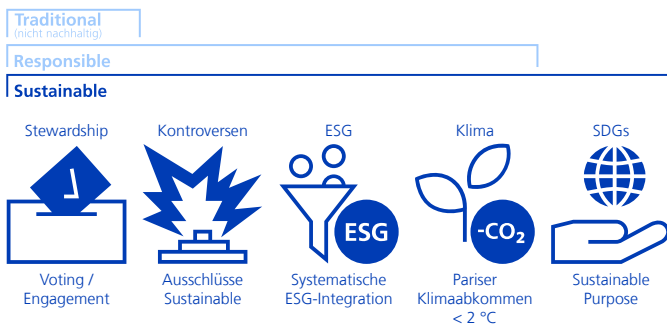 Traditional
(nicht nachhaltig)
Responsible
Sustainable
Stewardship
Kontroversen
ESG
Klima
SDGs
ESG
-CO₂
Voting /
Engagement
Ausschlüsse
Sustainable
Systematische
ESG-Integration
Pariser
Klimaabkommen
< 2 °C
Sustainable
Purpose